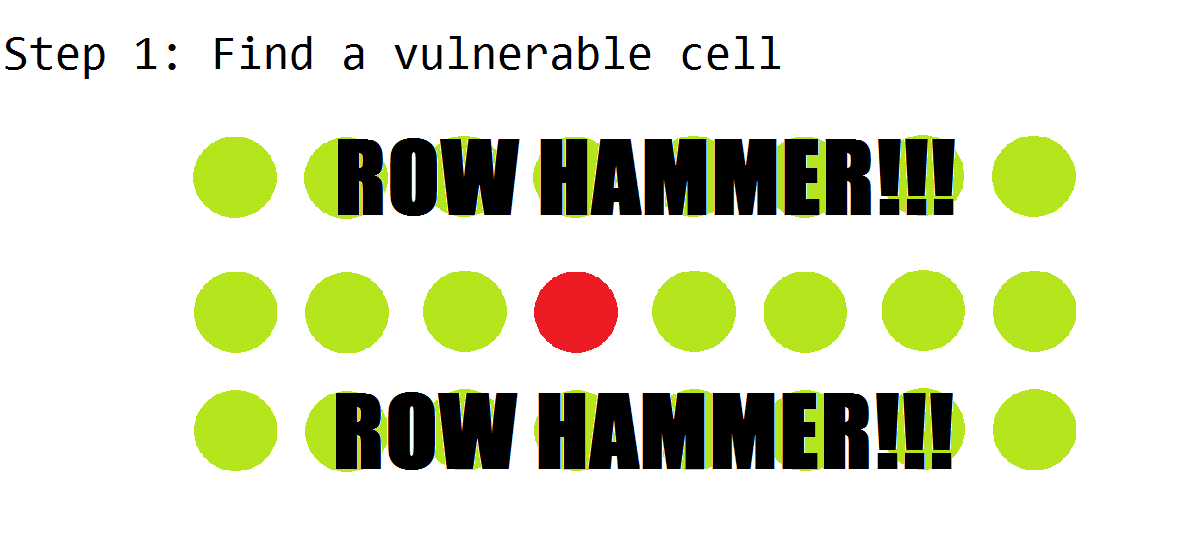 Step 1: Find a vulnerable cell
ROW HAMMER!!!
ROW HAMMER!!!